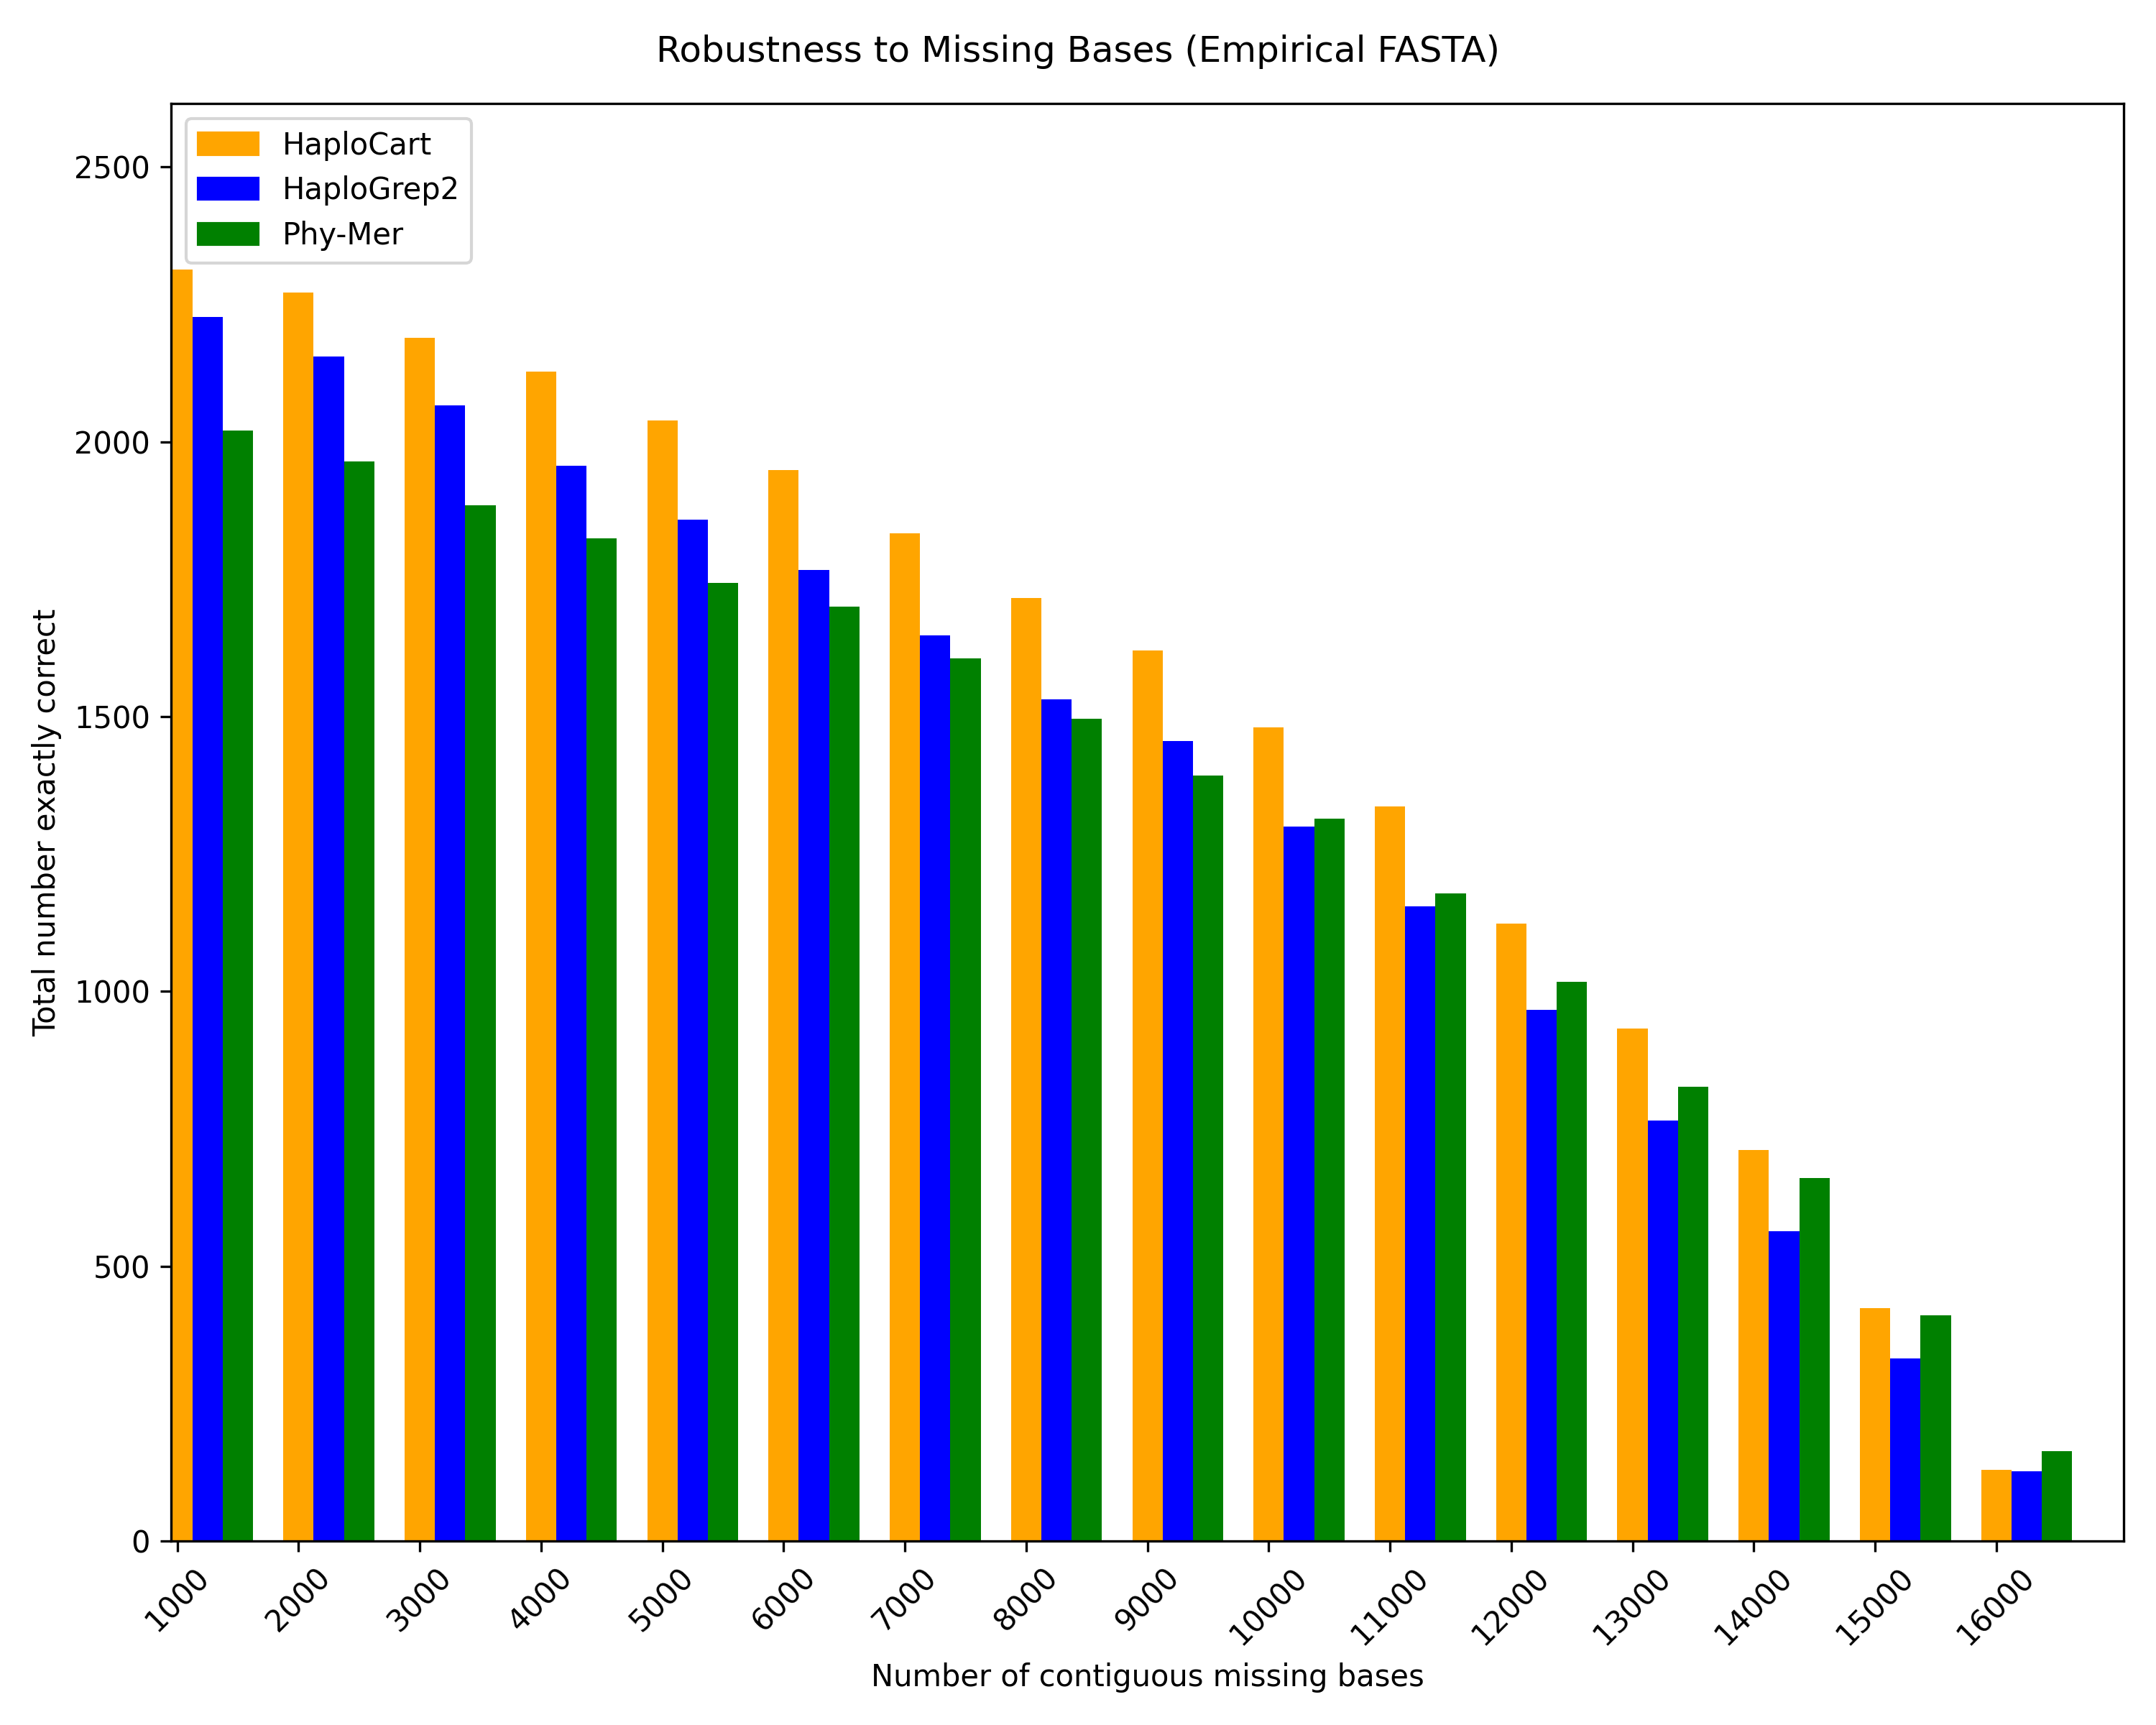 Robustness to Missing Bases (Empirical FASTA)
HaploCart
HaploGrep2
Phy-Mer
Total number exactly correct
2500
2000
1500
1000
500
0
1000 2000 3000 4000 5000 6000 7000 8000 9000 10000 11000 12000 13000 14000 15000 16000
Number of contiguous missing bases